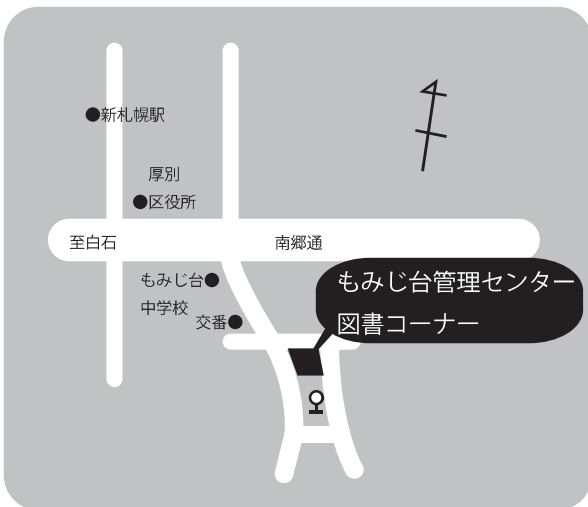 新札幌駅
厚別
区役所
至白石
南郷通
もみじ台
中学校
交番
もみじ台管理センター
図書コーナー